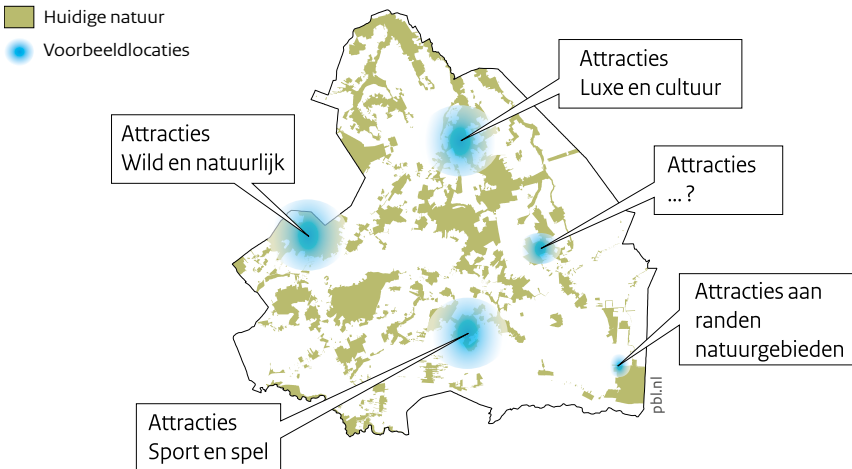 Huidige natuur
Voorbeeldlocaties
Attracties
Luxe en cultuur
Attracties
Wild en natuurlijk
Attracties
... ?
Attracties aan
randen
natuurgebieden
Attracties
Sport en spel
pbl.nl